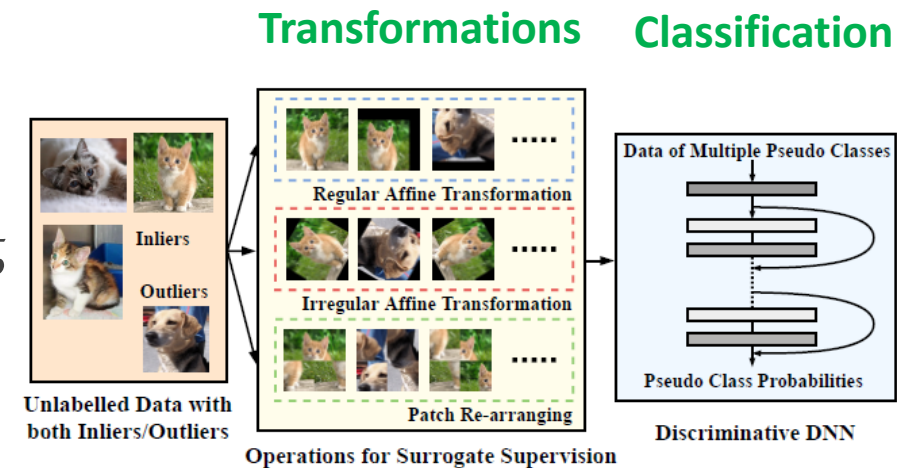 Transformations Classification
Inliers
Outliers
Unlabelled Data with
both Inliers/Outliers
.....
Regular Affine Transformation
.....
Irregular Affine Transformation
.....
Patch Re-arranging
Operations for Surrogate Supervision
Data of Multiple Pseudo Classes
Pseudo Class Probabilities
Discriminative DNN